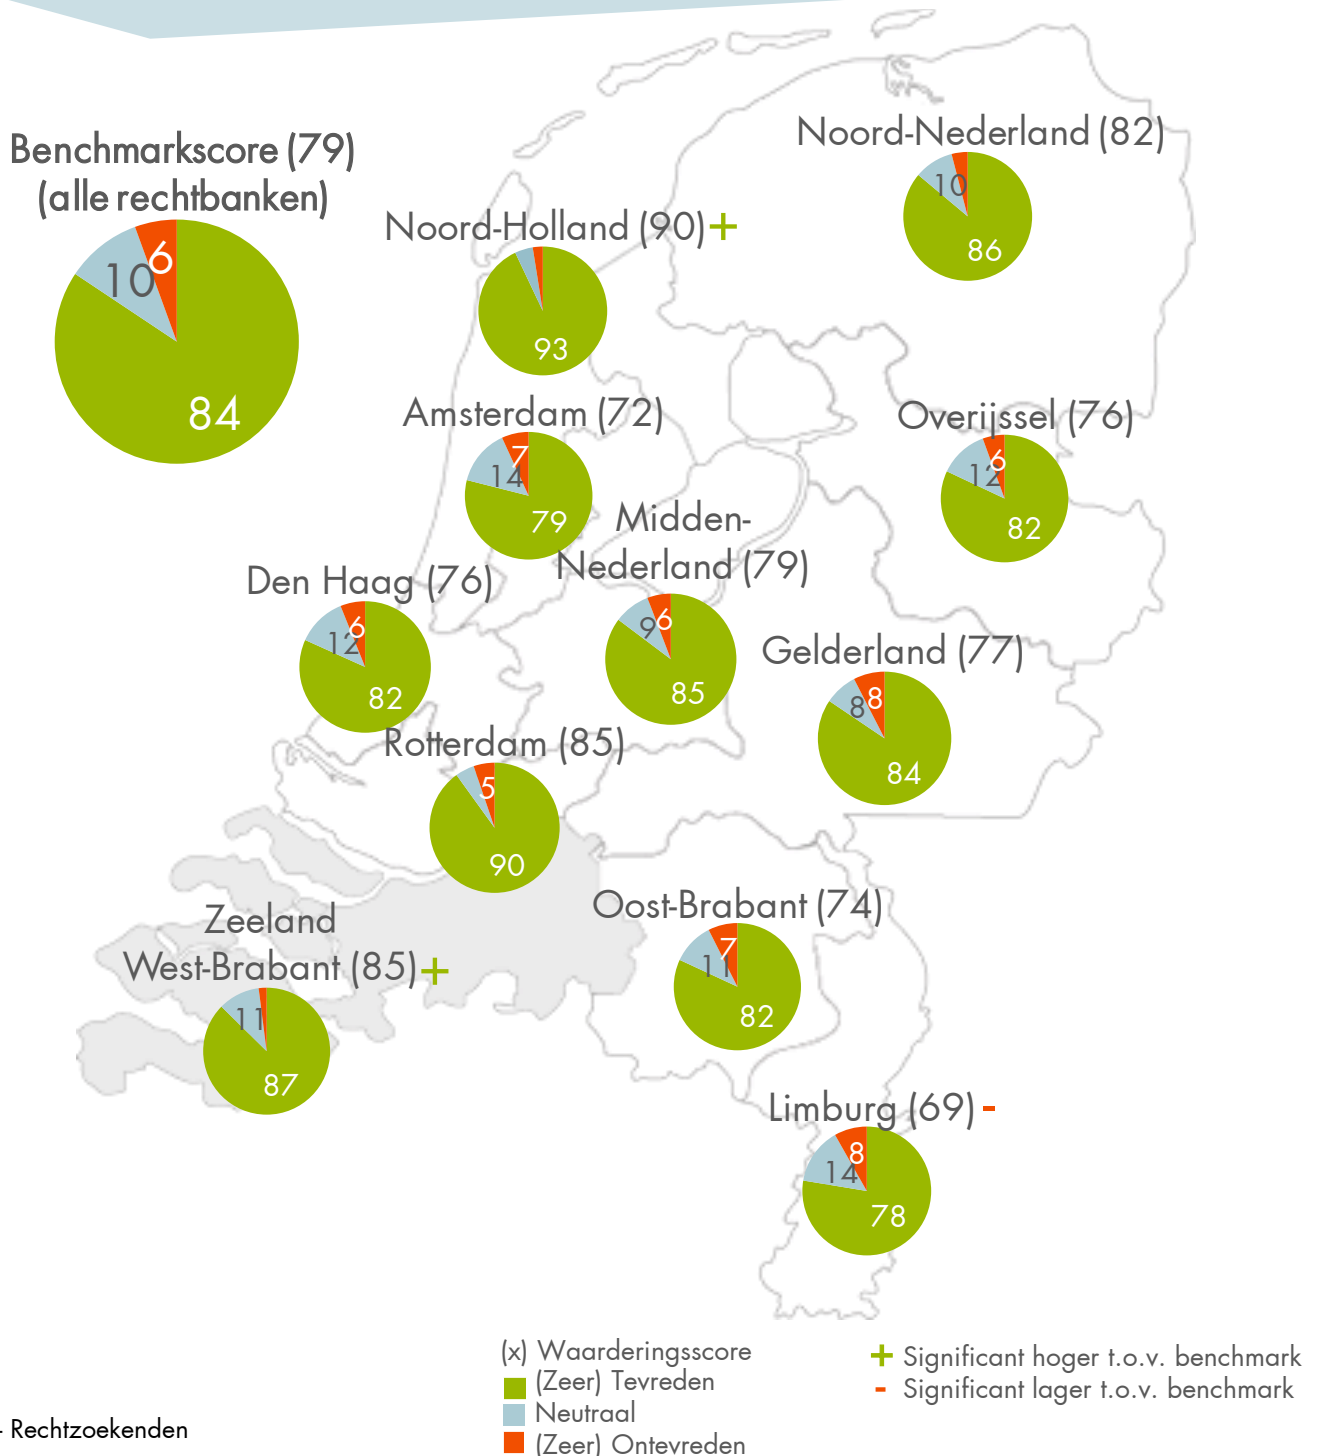 Benchmarkscore (79)
(alle rechtbanken)
10
6
84
Noord-Nederland (82)
10
86
Noord-Holland (90) +
93
Amsterdam (72)
7
14
79
Overijssel (76)
6
12
82
Midden-
Nederland (79)
9
6
85
Den Haag (76)
6
12
82
Gelderland (77)
8
8
84
Rotterdam (85)
5
90
Oost-Brabant (74)
7
11
82
Zeeland
West-Brabant (85) +
11
87
Limburg (69) -
8
14
78
(x) Waarderingsscore
(Zeer) Tevreden
Neutraal
(Zeer) Ontevreden
+ Significant hoger t.o.v. benchmark
- Significant lager t.o.v. benchmark
- Rechtzoekenden